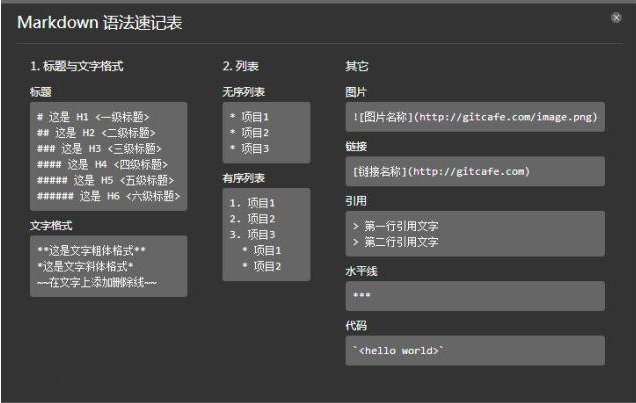 Markdown 语法速记表
1. 标题与文字格式
标题
# 这是 H1 <一级标题>
## 这是 H2 <二级标题>
### 这是 H3 <三级标题>
#### 这是 H4 <四级标题>
##### 这是 H5 <五级标题>
###### 这是 H6 <六级标题>
文字格式
**这是文字粗体格式**
*这是文字斜体格式*
~~在文字上添加删除线~~
2. 列表
无序列表
* 项目1
* 项目2
* 项目3
有序列表
1. 项目1
2. 项目2
3. 项目3
  * 项目1
  * 项目2
其它
图片
![图片名称](http://gitcafe.com/image.png)
链接
[链接名称](http://gitcafe.com)
引用
> 第一行引用文字
> 第二行引用文字
水平线
***
代码
`<hello world>`